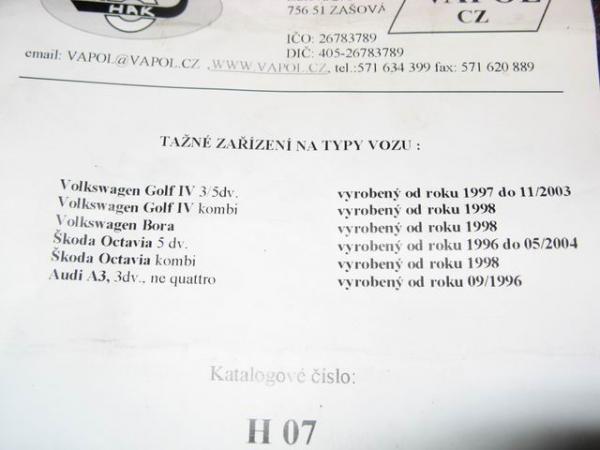 756 51 ZAŠOVÁ
VAPOL
CZ
HAK
IČO: 26783789
DIČ: 405-26783789
email: VAPOL@VAPOL.CZ ,WWW.VAPOL.CZ, tel.:571 634 399 fax: 571 620 889
TAŽNÉ ZAŘÍZENÍ NA TYPY VOZU :
Volkswagen Golf IV 3/5dv. vyrobený od roku 1997 do 11/2003
Volkswagen Golf IV kombi vyrobený od roku 1998
Volkswagen Bora vyrobený od roku 1998
Škoda Octavia 5 dv. vyrobený od roku 1996 do 05/2004
Škoda Octavia kombi vyrobený od roku 1998
Audi A3, 3dv., ne quattro vyrobený od roku 09/1996
Katalogové číslo:
H 07